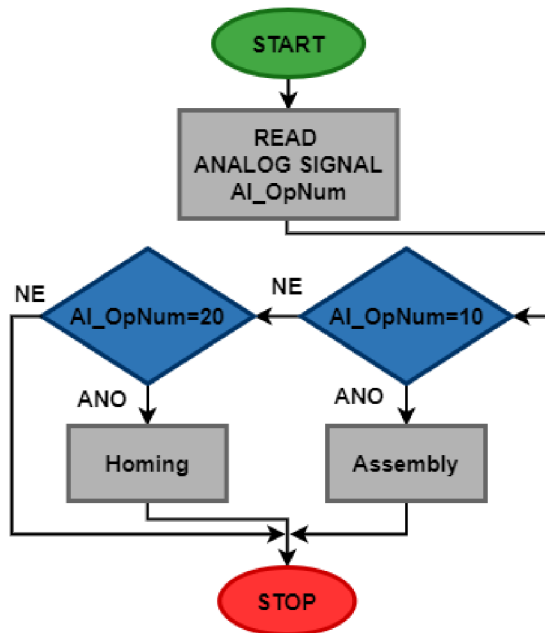 START
READ
ANALOG SIGNAL
AI_OpNum
NE
NE
AI_OpNum=20
AI_OpNum=10
ANO
ANO
Homing
Assembly
STOP